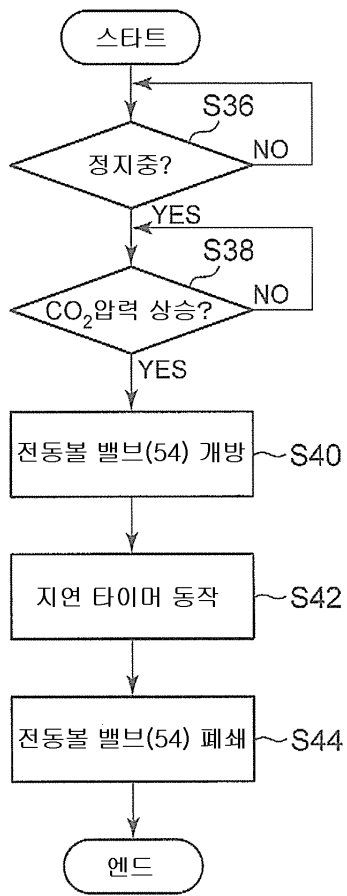 스타트
S36
정지중?
NO
YES
S38
CO₂압력 상승?
NO
YES
전동볼 밸브(54) 개방
S40
지연 타이머 동작
S42
전동볼 밸브(54) 폐쇄
S44
엔드